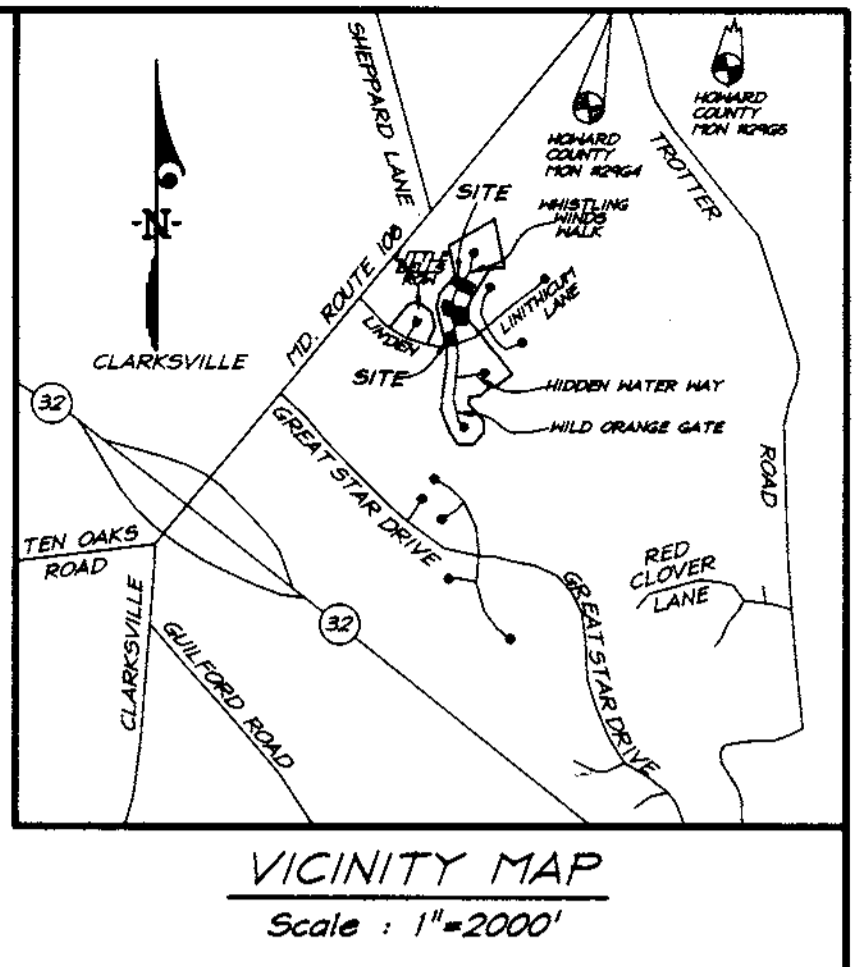 SHEPPARD
LANE
HOWARD
COUNTY
MON #29G5
HOWARD
COUNTY
MON #29G4
TROTTER
ROAD
SITE
WHISTLING
WINDS
WALK
-N-
MD. ROUTE 108
ROW
LINDEN
LINITHICUM
LANE
CLARKSVILLE
SITE
HIDDEN WATER WAY
WILD ORANGE GATE
32
GREAT STAR DRIVE
TEN OAKS
ROAD
RED
CLOVER
LANE
GREAT STAR DRIVE
32
CLARKSVILLE
GUILFORD ROAD
VICINITY MAP
Scale : 1"=2000'